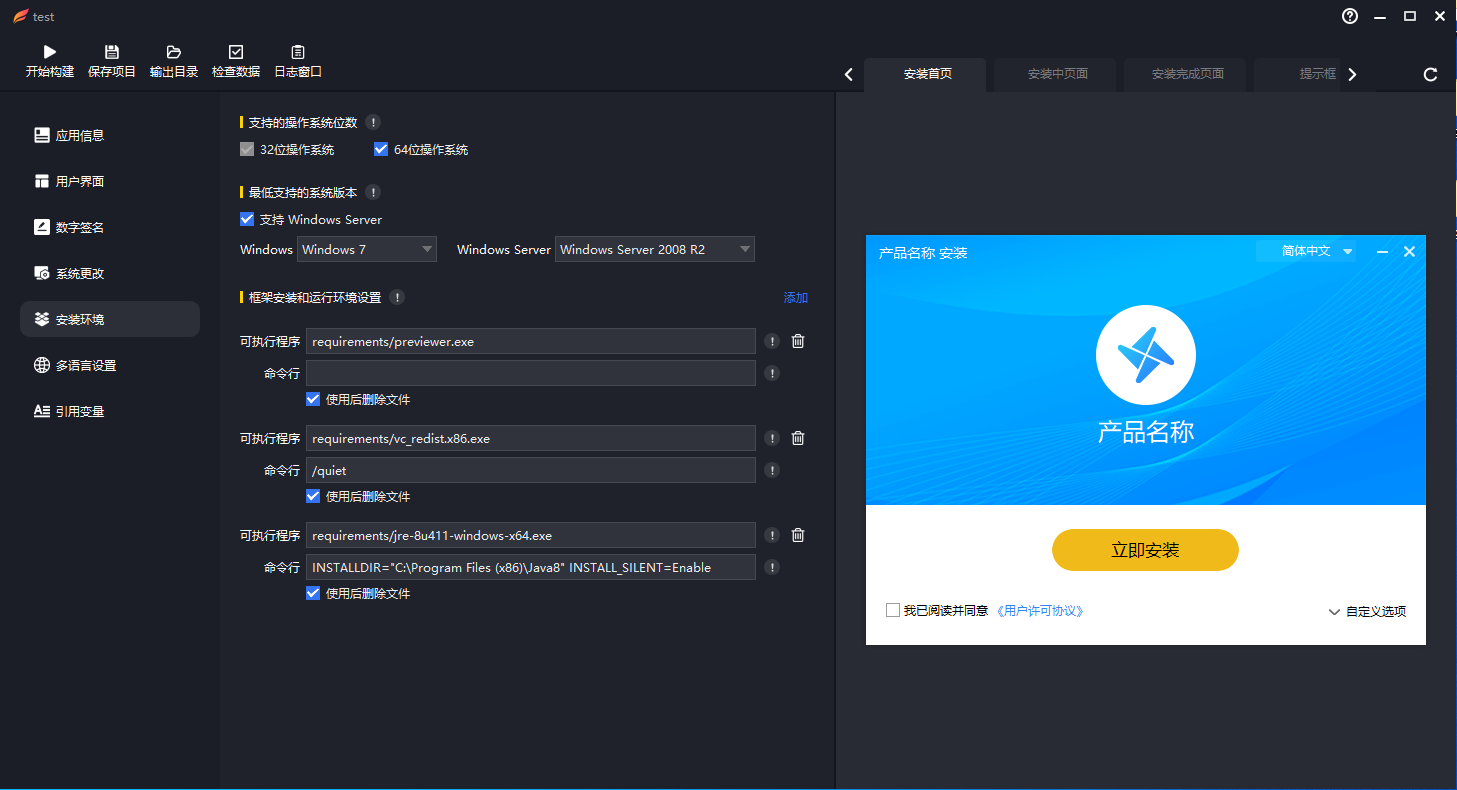 test
开始构建 保存项目 输出目录 检查数据 日志窗口
安装首页 安装中页面 安装完成页面 提示框
应用信息
用户界面
数字签名
系统更改
安装环境
多语言设置
引用变量
支持的操作系统位数
32位操作系统 64位操作系统
最低支持的系统版本
支持 Windows Server
Windows Windows 7 Windows Server Windows Server 2008 R2
框架安装和运行环境设置 添加
可执行程序 requirements/previewer.exe
命令行
使用后删除文件
可执行程序 requirements/vc_redist.x86.exe
命令行 /quiet
使用后删除文件
可执行程序 requirements/jre-8u411-windows-x64.exe
命令行 INSTALLDIR="C:\Program Files (x86)\Java8" INSTALL_SILENT=Enable
使用后删除文件
产品名称 安装 简体中文
产品名称
立即安装
我已阅读并同意 《用户许可协议》 自定义选项